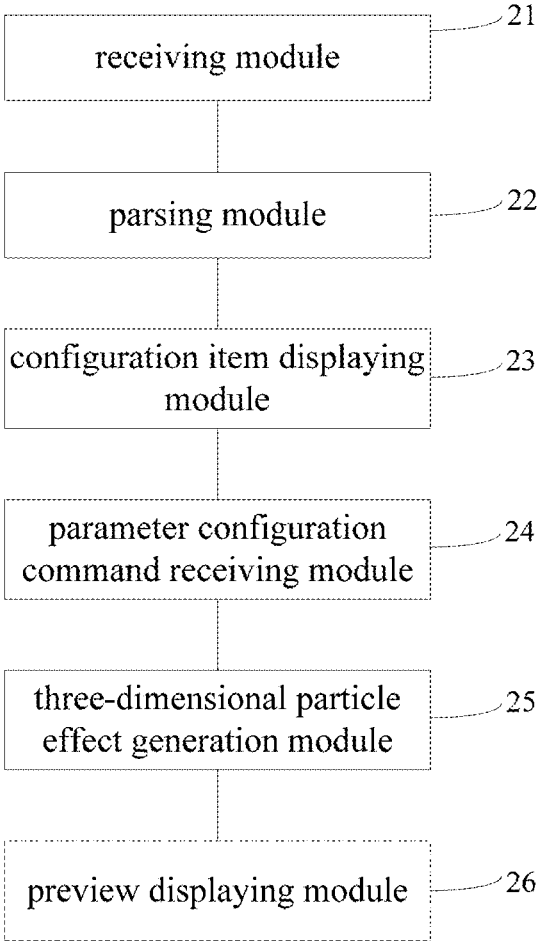 21
receiving module
22
parsing module
23
configuration item displaying
module
24
parameter configuration
command receiving module
25
three-dimensional particle
effect generation module
26
preview displaying module